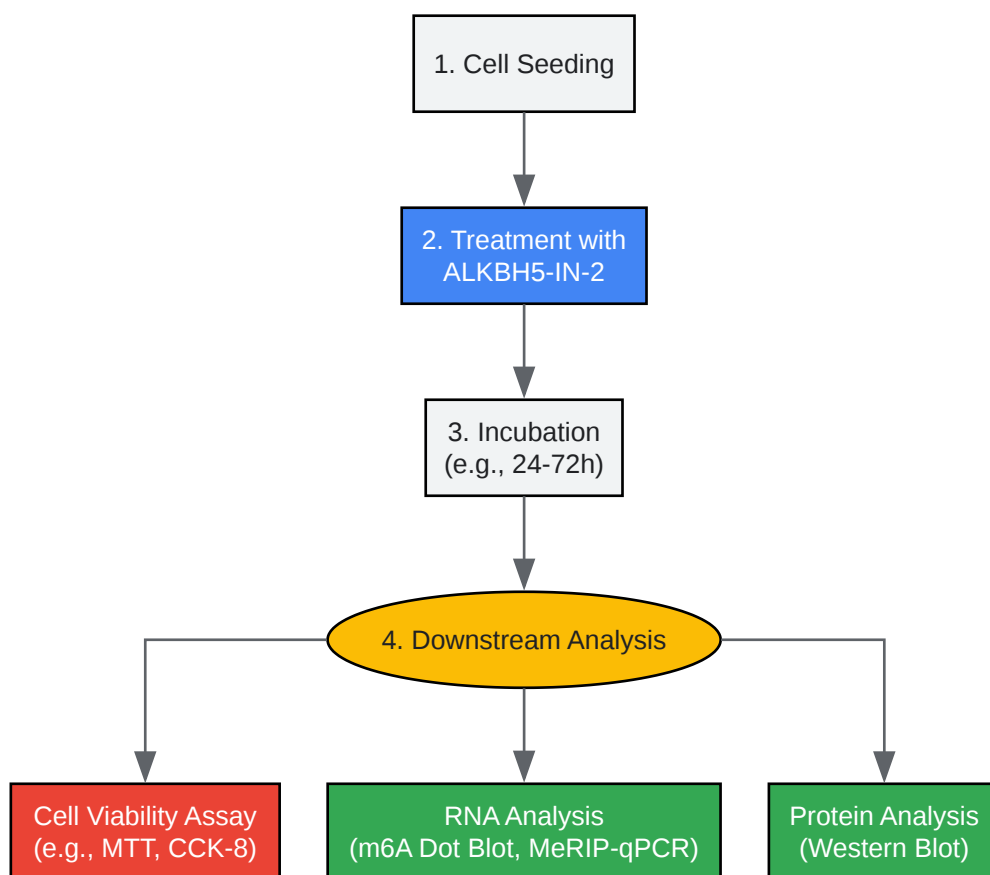 1. Cell Seeding
2. Treatment with
ALKBH5-IN-2
3. Incubation
(e.g., 24-72h)
4. Downstream Analysis
Cell Viability Assay
(e.g., MTT, CCK-8)
RNA Analysis
(m6A Dot Blot, MeRIP-qPCR)
Protein Analysis
(Western Blot)